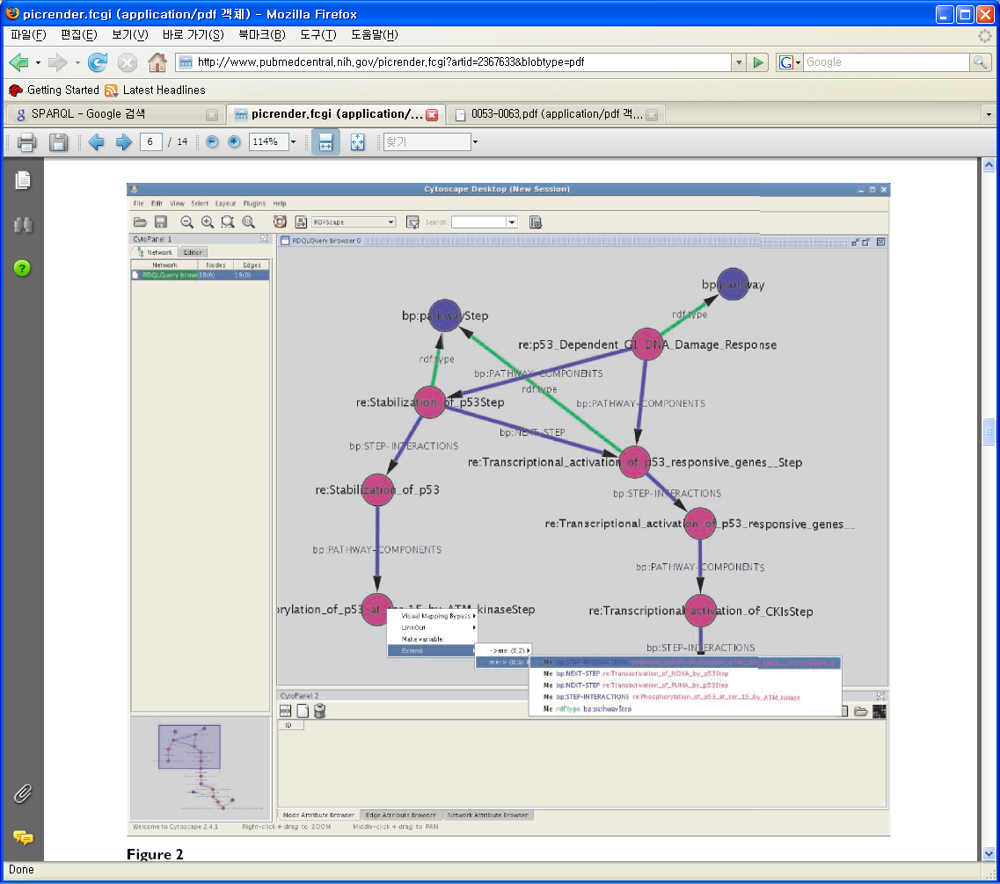 picrender.fcgi (application/pdf 객체) - Mozilla Firefox
파일(F) 편집(E) 보기(V) 바로 가기(S) 북마크(B) 도구(T) 도움말(H)
http://www.pubmedcentral.nih.gov/picrender.fcgi?artid=2367633&blobtype=pdf
G Google
Getting Started Latest Headlines
g SPARQL - Google 검색
picrender.fcgi (application/...
0053-0063.pdf (application/pdf 객...
6 / 14 114% 찾기
Cytoscape Desktop (New Session)
File Edit View Select Layout Plugins Help
RDFScape Search:
CytoPanel 1
Network Editor
Network Nodes Edges
RDQLQuery brows 18(0) 19(0)
RDQLQuery browser 0
bp:pathway
bp:pathwayStep
rdf:type
re:p53_Dependent_G1_DNA_Damage_Response
rdf:type
bp:PATHWAY-COMPONENTS
rdf:type
re:Stabilization_of_p53Step
bp:PATHWAY-COMPONENTS
bp:NEXT-STEP
bp:STEP-INTERACTIONS
re:Transcriptional_activation_of_p53_responsive_genes__Step
re:Stabilization_of_p53
bp:STEP-INTERACTIONS
re:Transcriptional_activation_of_p53_responsive_genes__
bp:PATHWAY-COMPONENTS
bp:PATHWAY-COMPONENTS
orylation_of_p53_at_ser_15_by_ATM_kinaseStep
re:Transcriptional_activation_of_CKIsStep
Visual Mapping Bypass
LinkOut
Make variable
Extend
bp:STEP-INTERACTIONS
->me (0,2)
me-> (0,5)
Me bp:STEP-INTERACTIONS
Me bp:NEXT-STEP re:Transactivation_of_NOXA_by_p53Step
Me bp:NEXT-STEP re:Transactivation_of_PUMA_by_p53Step
Me bp:STEP-INTERACTIONS re:Phosphorylation_of_p53_at_ser_15_by_ATM_kinase
Me rdf:type bp:pathwayStep
CytoPanel 2
ID
Node Attribute Browser Edge Attribute Browser Network Attribute Browser
Welcome to Cytoscape 2.4.1 Right-click + drag to ZOOM Middle-click + drag to PAN
Figure 2
Done